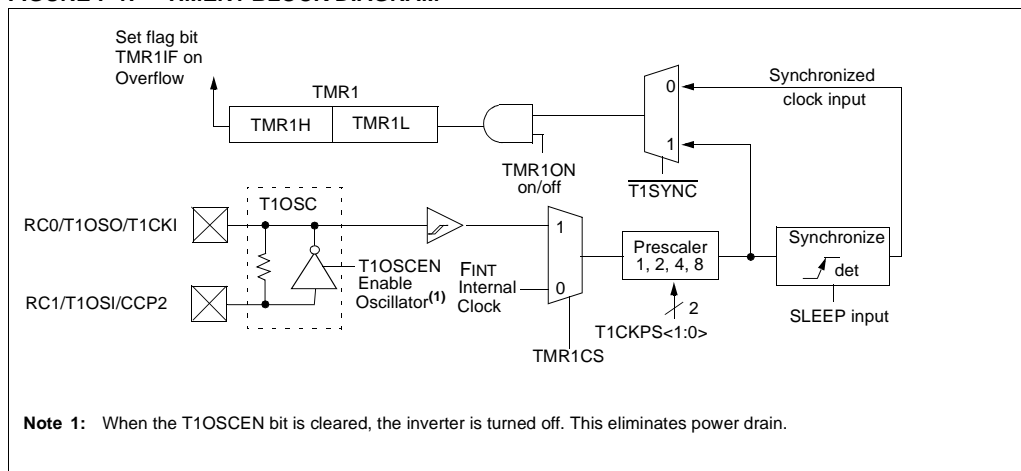 Set flag bit
TMR1IF on
Overflow
TMR1
TMR1H
TMR1L
TMR1ON
on/off
0
1
T1SYNC
Synchronized
clock input
T1OSC
RC0/T1OSO/T1CKI
RC1/T1OSI/CCP2
T1OSCEN
Enable
Oscillator(1)
FINT
Internal
Clock
1
0
TMR1CS
Prescaler
1, 2, 4, 8
2
T1CKPS<1:0>
Synchronize
det
SLEEP input
Note 1: When the T1OSCEN bit is cleared, the inverter is turned off. This eliminates power drain.